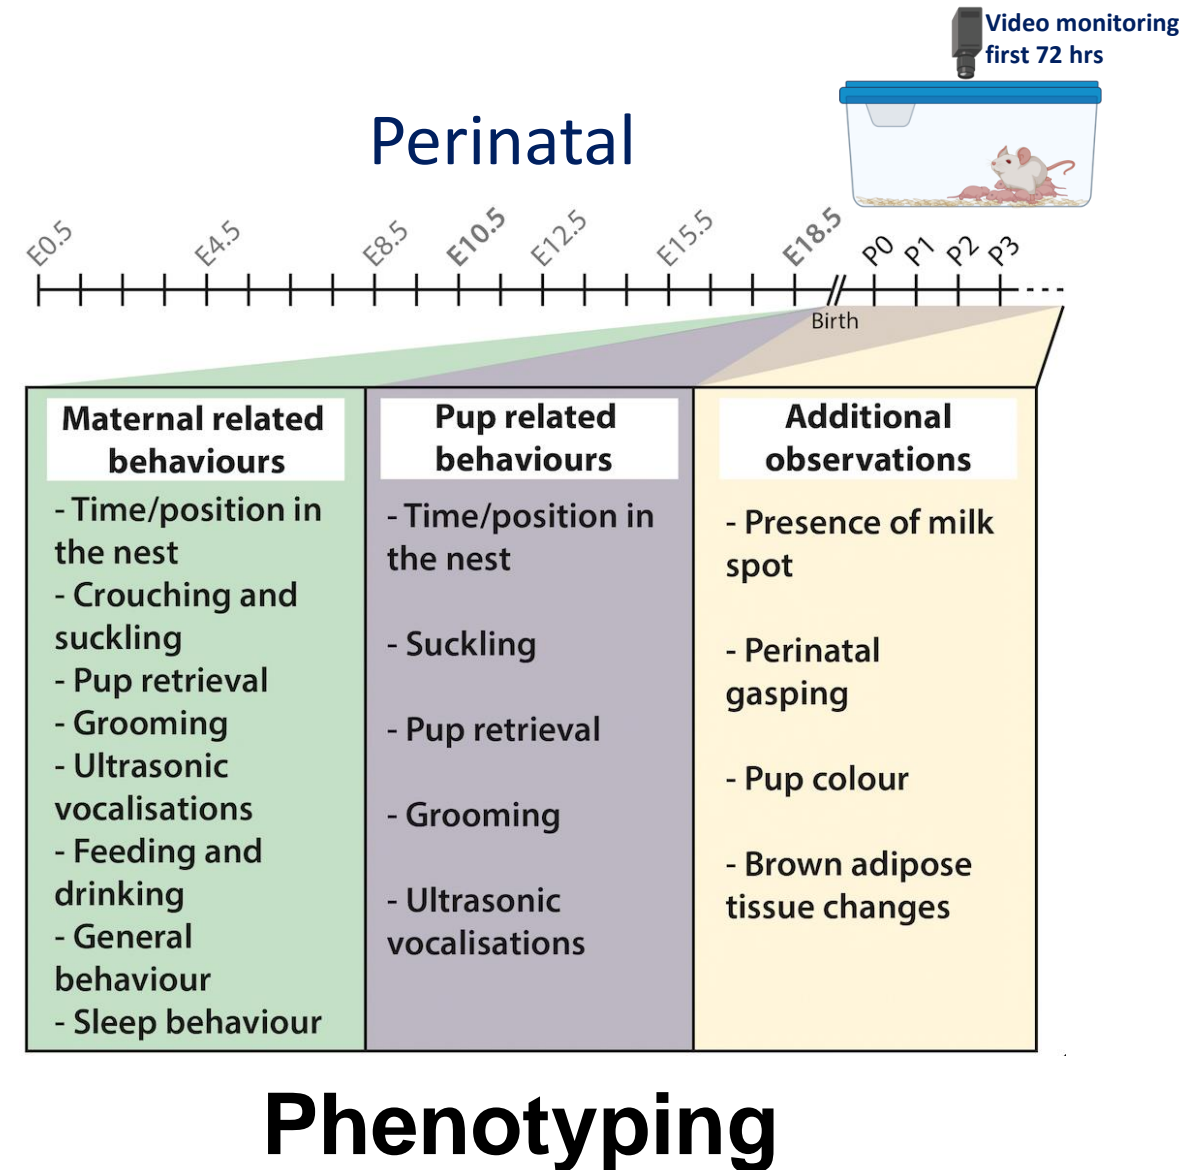 Video monitoring
first 72 hrs
Perinatal
E0.5 E4.5 E8.5 E10.5 E12.5 E15.5 E18.5 P0 P1 P2 P3
Birth
Maternal related
behaviours
- Time/position in
the nest
- Crouching and
suckling
- Pup retrieval
- Grooming
- Ultrasonic
vocalisations
- Feeding and
drinking
- General
behaviour
- Sleep behaviour
Pup related
behaviours
- Time/position in
the nest
- Suckling
- Pup retrieval
- Grooming
- Ultrasonic
vocalisations
Additional
observations
- Presence of milk
spot
- Perinatal
gasping
- Pup colour
- Brown adipose
tissue changes
Phenotyping